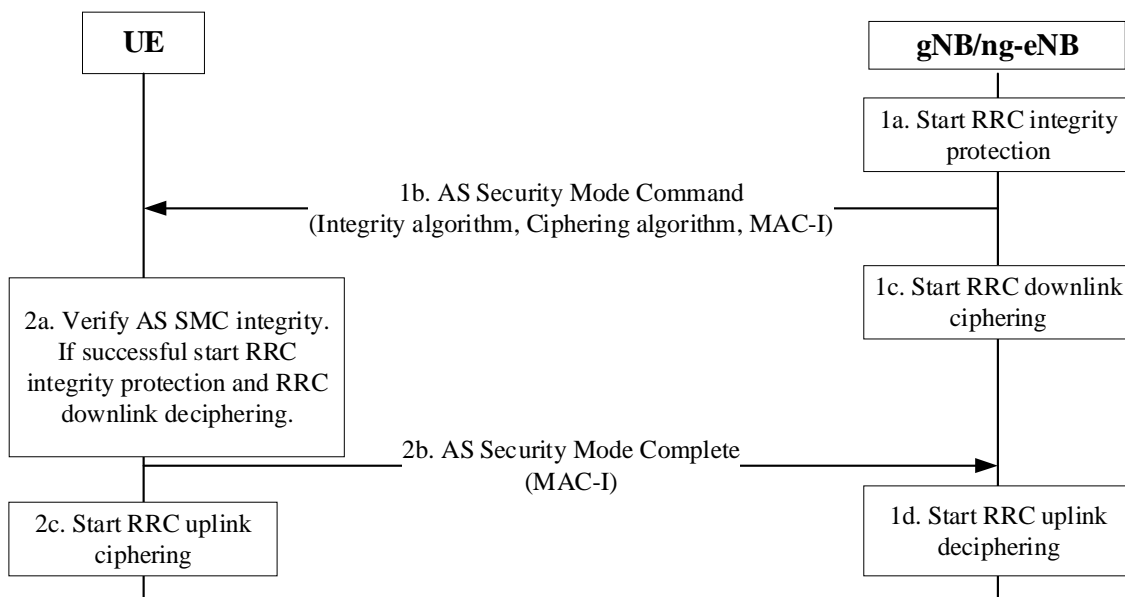 UE
gNB/ng-eNB
1a. Start RRC integrity
protection
1b. AS Security Mode Command
(Integrity algorithm, Ciphering algorithm, MAC-I)
1c. Start RRC downlink
ciphering
2a. Verify AS SMC integrity.
If successful start RRC
integrity protection and RRC
downlink deciphering.
2b. AS Security Mode Complete
(MAC-I)
2c. Start RRC uplink
ciphering
1d. Start RRC uplink
deciphering